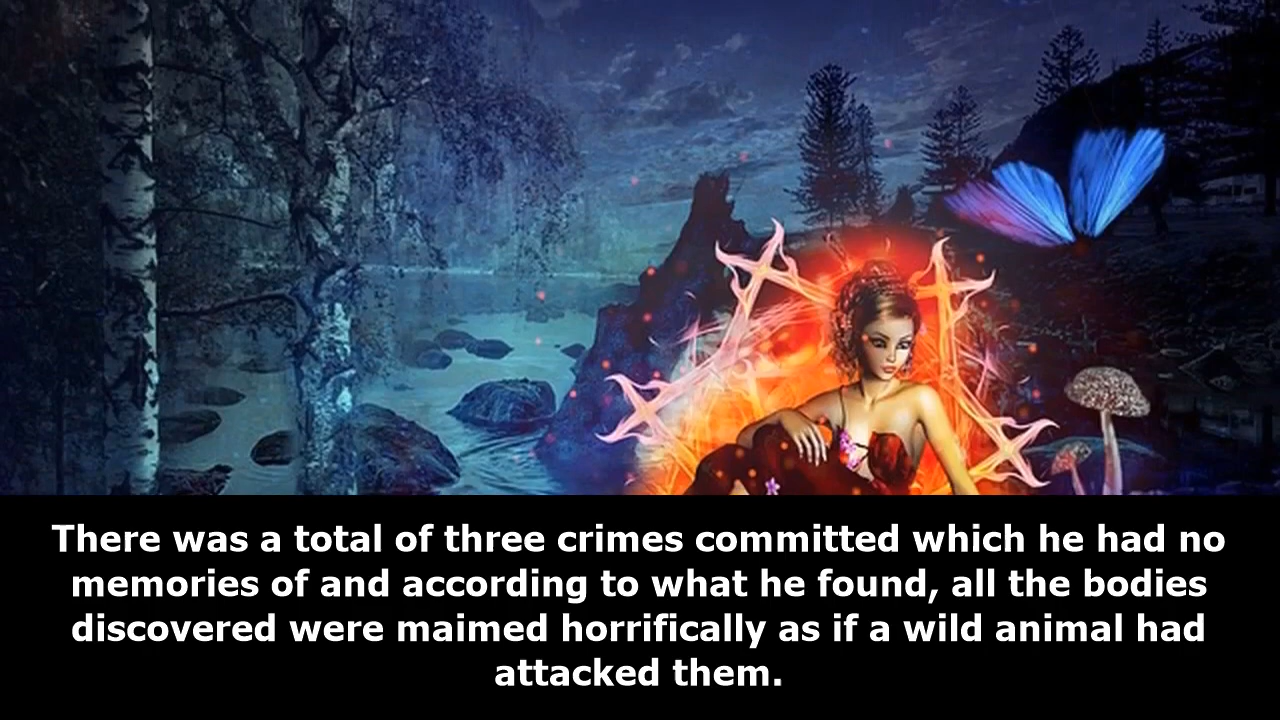 There was a total of three crimes committed which he had no
memories of and according to what he found, all the bodies
discovered were maimed horrifically as if a wild animal had
attacked them.